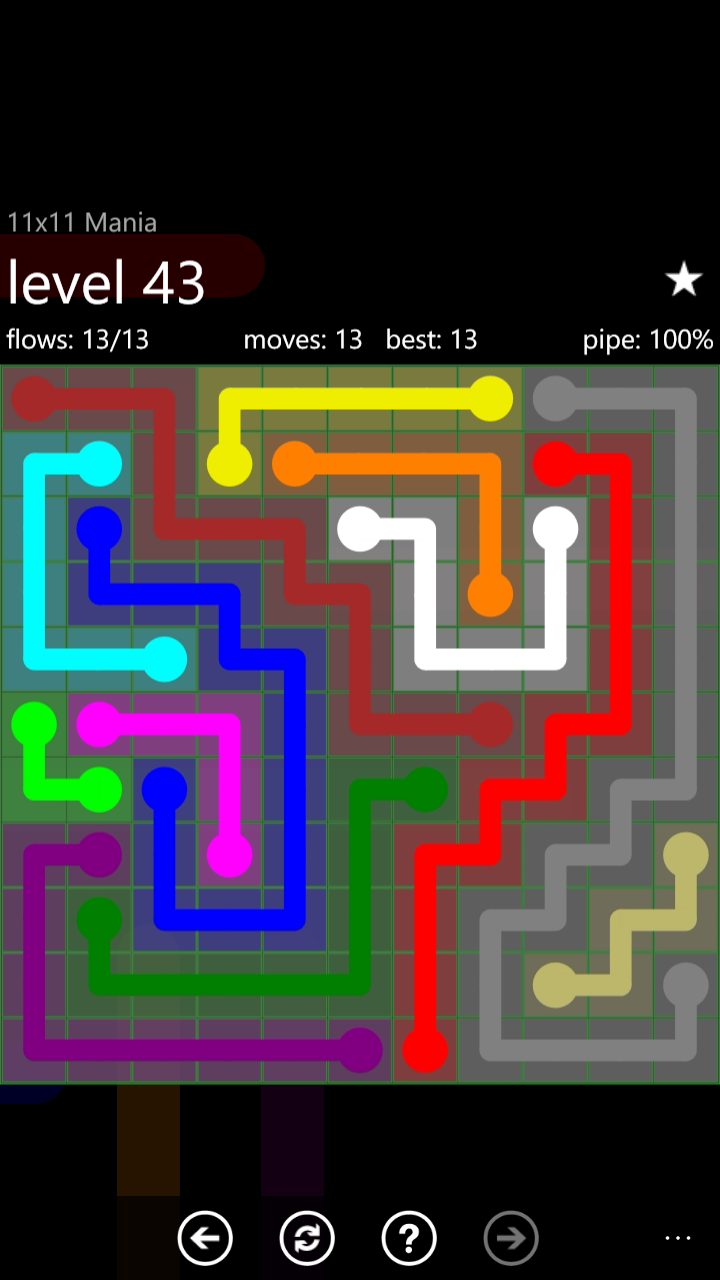 11x11 Mania
level 43
flows: 13/13 moves: 13 best: 13 pipe: 100%
?
...